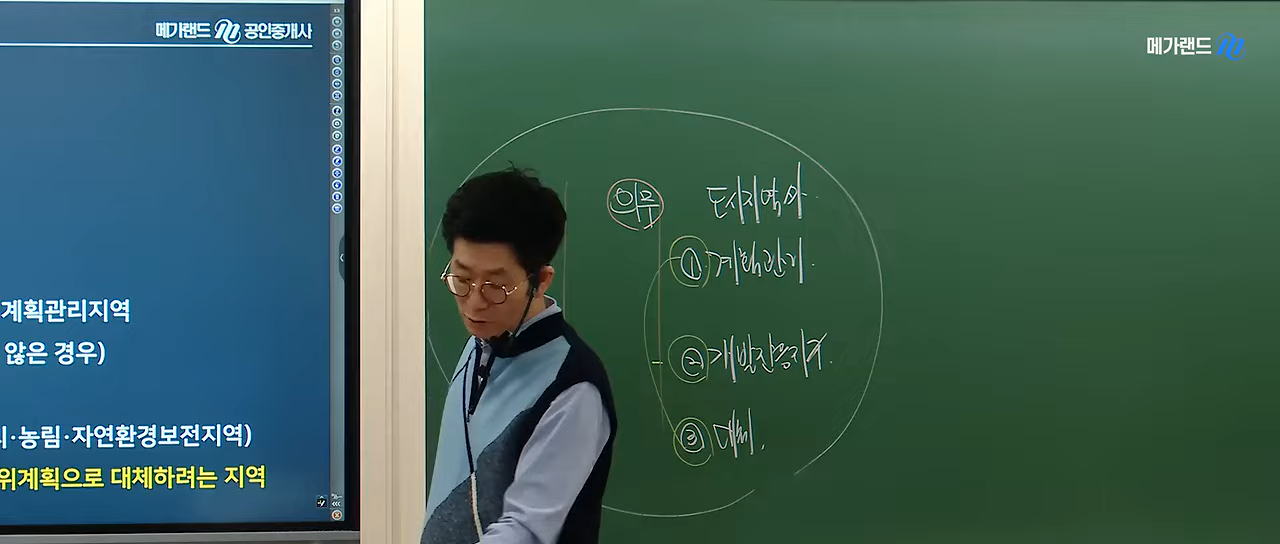 메가랜드 공인중개사
계획관리지역
않은 경우)
·농림·자연환경보전지역)
위계획으로 대체하려는 지역
메가랜드
의무 도시지역 外
① 계획관리.
② 개발진흥지구.
③ 대체.